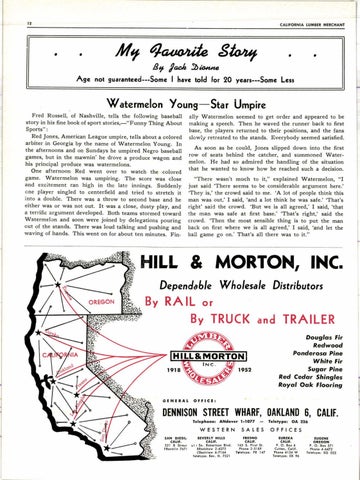 12
CALIFORNIA LUMBER MERCHANT
My Favorite Story
By Jack Dionne
Age not guaranteed---Some I have told for 20 years---Some Less
Watermelon Young—Star Umpire
Fred Russell, of Nashville, tells the following baseball
story in his fine book of sport stories,—"Funny Thing About
Sports":
Red Jones, American League umpire, tells about a colored
arbiter in Georgia by the name of Watermelon Young. In
the afternoons and on Sundays he umpired Negro baseball
games, but in the mawnin' he drove a produce wagon and
his principal produce was watermelons.
One afternoon Red went over to watch the colored
game. Watermelon was umpiring. The score was close
and excitement ran high in the late innings. Suddenly
one player singled to centerfield and tried to stretch it
into a double. There was a throw to second base and he
either was or was not out. It was a close, dusty play, and
a terrific argument developed. Both teams stormed toward
Watermelon and soon were joined by delegations pouring
out of the stands. There was loud talking and pushing and
waving of hands. This went on for about ten minutes. Fin-
ally Watermelon seemed to get order and appeared to be
making a speech. Then he waved the runner back to first
base, the players returned to their positions, and the fans
slowly retreated to the stands. Everybody seemed satisfied.
As soon as he could, Jones slipped down into the first
row of seats behind the catcher, and summoned Water-
melon. He had so admired the handling of the situation
that he wanted to know how he reached such a decision.
"There wasn't much to it," explained Watermelon, "I
just said 'There seems to be considerable argument here.'
'They is,' the crowd said to me. 'A lot of people think this
man was out.' I said, 'and a lot think he was safe.' 'That's
right' said the crowd. 'But we is all agreed,' I said, 'that
the man was safe at first base.' 'That's right,' said the
crowd. 'Then the most sensible thing is to put the man
back on first where we is all agreed,' I said, 'and let the
ball game go on.' That's all there was to it."
HILL & MORTON, INC.
Dependable Wholesale Distributors
By RAIL or
By TRUCK and TRAILER
OREGON
CALIFORNIA
LUMBER
HILL & MORTON
INC.
WHOLESALERS
1918
1952
Douglas Fir
Redwood
Ponderosa Pine
White Fir
Sugar Pine
Red Cedar Shingles
Royal Oak Flooring
GENERAL OFFICE:
DENNISON STREET WHARF, OAKLAND 6, CALIF.
Telephone: ANdover 1-1077 — Teletype: OA 226
WESTERN SALES OFFICES
SAN DIEGO, CALIF.
BEVERLY HILLS CALIF.
FRESNO CALIF.
EUREKA CALIF.
EUGENE OREGON